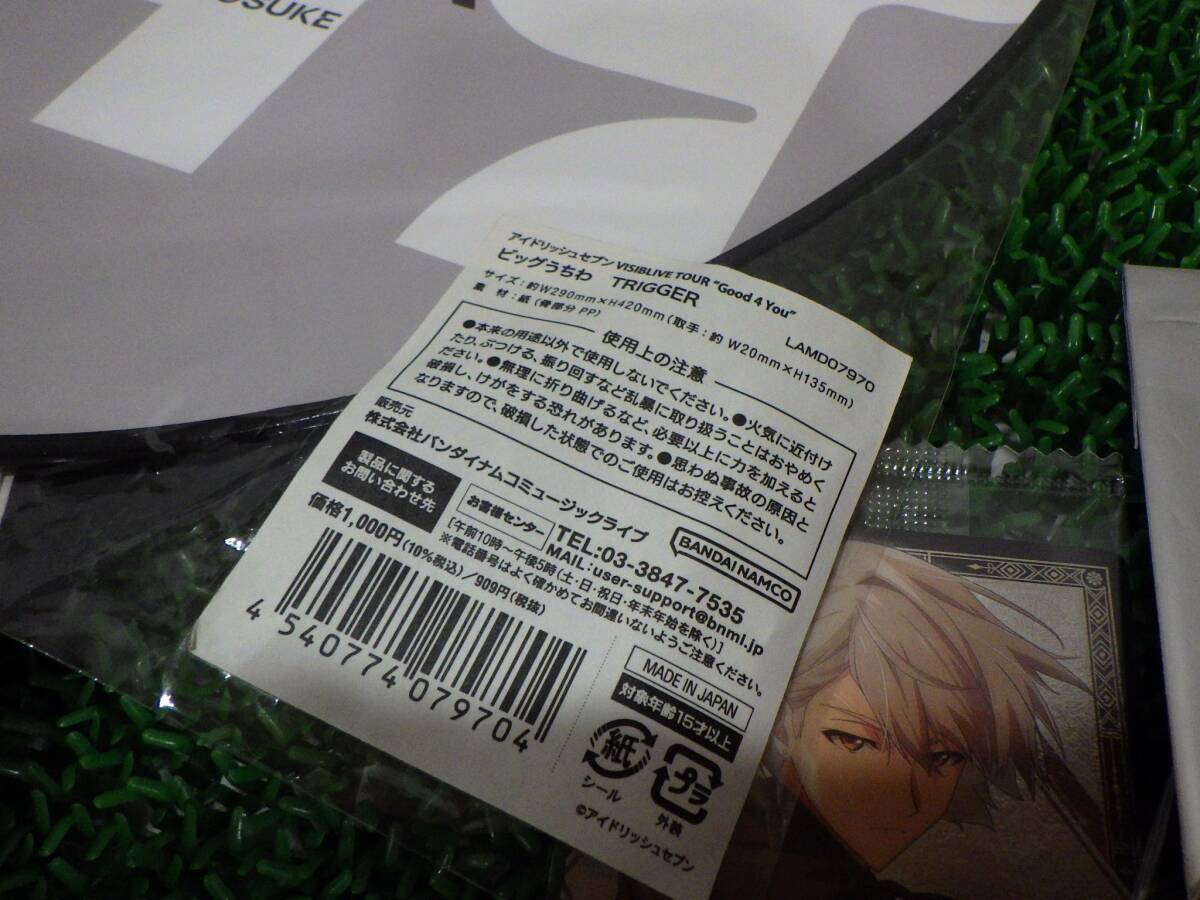 OSUKE
アイドリッシュセブン VISIBLIVE TOUR "Good 4 You"
ビッグうちわ TRIGGER
LAMD07970
サイズ：約W290mm×H420mm(取手：約 W20mm×H135mm)
素 材：紙(骨部分 PP)
使用上の注意
●本来の用途以外で使用しないでください。●火気に近付け
たり、ぶつける、振り回すなど乱暴に取り扱うことはおやめく
ださい。●無理に折り曲げるなど、必要以上に力を加えると
破損し、けがをする恐れがあります。●思わぬ事故の原因と
なりますので、破損した状態でのご使用はお控えください。
販売元
株式会社バンダイナムコミュージックライブ
BANDAI NAMCO
製品に関する
お問い合わせ先
お客様センター
TEL:03-3847-7535
MAIL:user-support@bnml.jp
[午前10時～午後5時(土・日・祝日・年末年始を除く)]
※電話番号はよく確かめてお間違いないようご注意ください。
価格1,000円(10%税込)/909円(税抜)
4 540774 079704
MADE IN JAPAN
対象年齢15才以上
紙
シール
プラ
外装
©アイドリッシュセブン